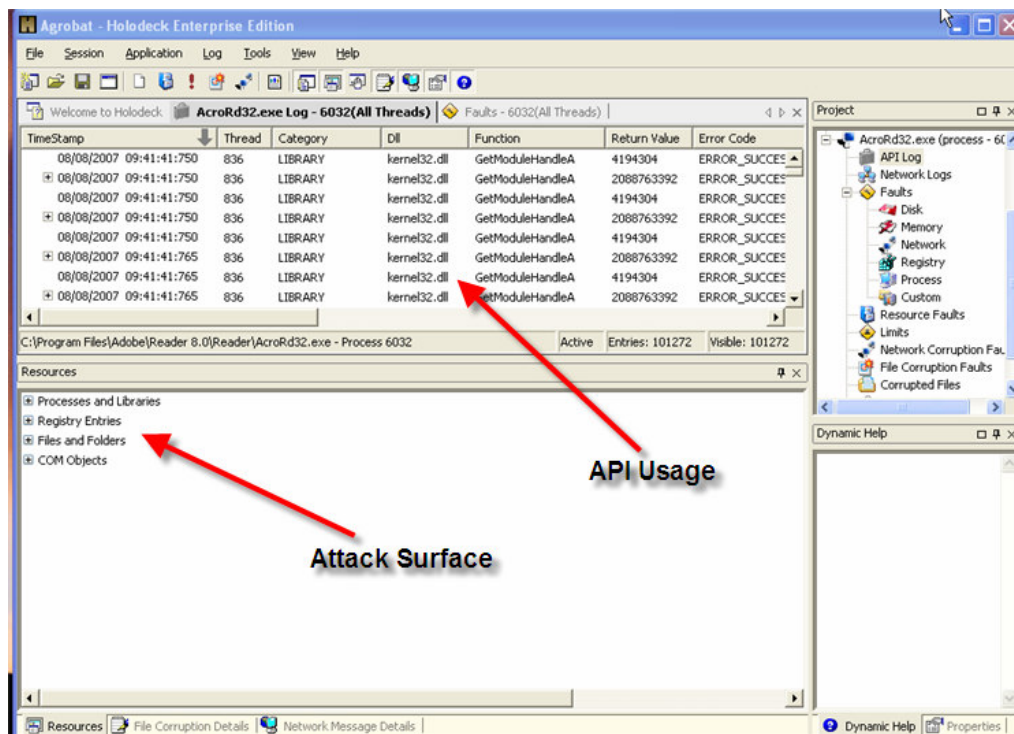 Agrobat - Holodeck Enterprise Edition
File Session Application Log Tools View Help
Welcome to Holodeck AcroRd32.exe Log - 6032(All Threads) Faults - 6032(All Threads)
TimeStamp Thread Category Dll Function Return Value Error Code
08/08/2007 09:41:41:750 836 LIBRARY kernel32.dll GetModuleHandleA 4194304 ERROR_SUCCES
08/08/2007 09:41:41:750 836 LIBRARY kernel32.dll GetModuleHandleA 2088763392 ERROR_SUCCES
08/08/2007 09:41:41:750 836 LIBRARY kernel32.dll GetModuleHandleA 4194304 ERROR_SUCCES
08/08/2007 09:41:41:750 836 LIBRARY kernel32.dll GetModuleHandleA 2088763392 ERROR_SUCCES
08/08/2007 09:41:41:750 836 LIBRARY kernel32.dll GetModuleHandleA 4194304 ERROR_SUCCES
08/08/2007 09:41:41:765 836 LIBRARY kernel32.dll GetModuleHandleA 2088763392 ERROR_SUCCES
08/08/2007 09:41:41:765 836 LIBRARY kernel32.dll GetModuleHandleA 4194304 ERROR_SUCCES
08/08/2007 09:41:41:765 836 LIBRARY kernel32.dll GetModuleHandleA 2088763392 ERROR_SUCCES
C:\Program Files\Adobe\Reader 8.0\Reader\AcroRd32.exe - Process 6032 Active Entries: 101272 Visible: 101272
Resources
Processes and Libraries
Registry Entries
Files and Folders
COM Objects
API Usage
Attack Surface
Resources File Corruption Details Network Message Details
Project
AcroRd32.exe (process - 60
API Log
Network Logs
Faults
Disk
Memory
Network
Registry
Process
Custom
Resource Faults
Limits
Network Corruption Fau
File Corruption Faults
Corrupted Files
Dynamic Help
Dynamic Help Properties